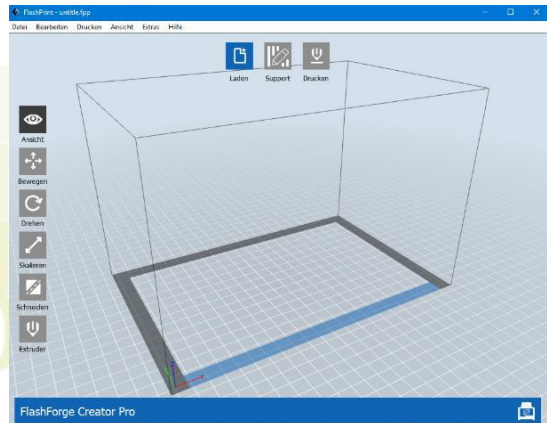 FlashPrint - untitle.fpp
Datei Bearbeiten Drucken Ansicht Extras Hilfe
Laden Support Drucken
Ansicht
Bewegen
Drehen
Skalieren
Schneiden
Extruder
FlashForge Creator Pro